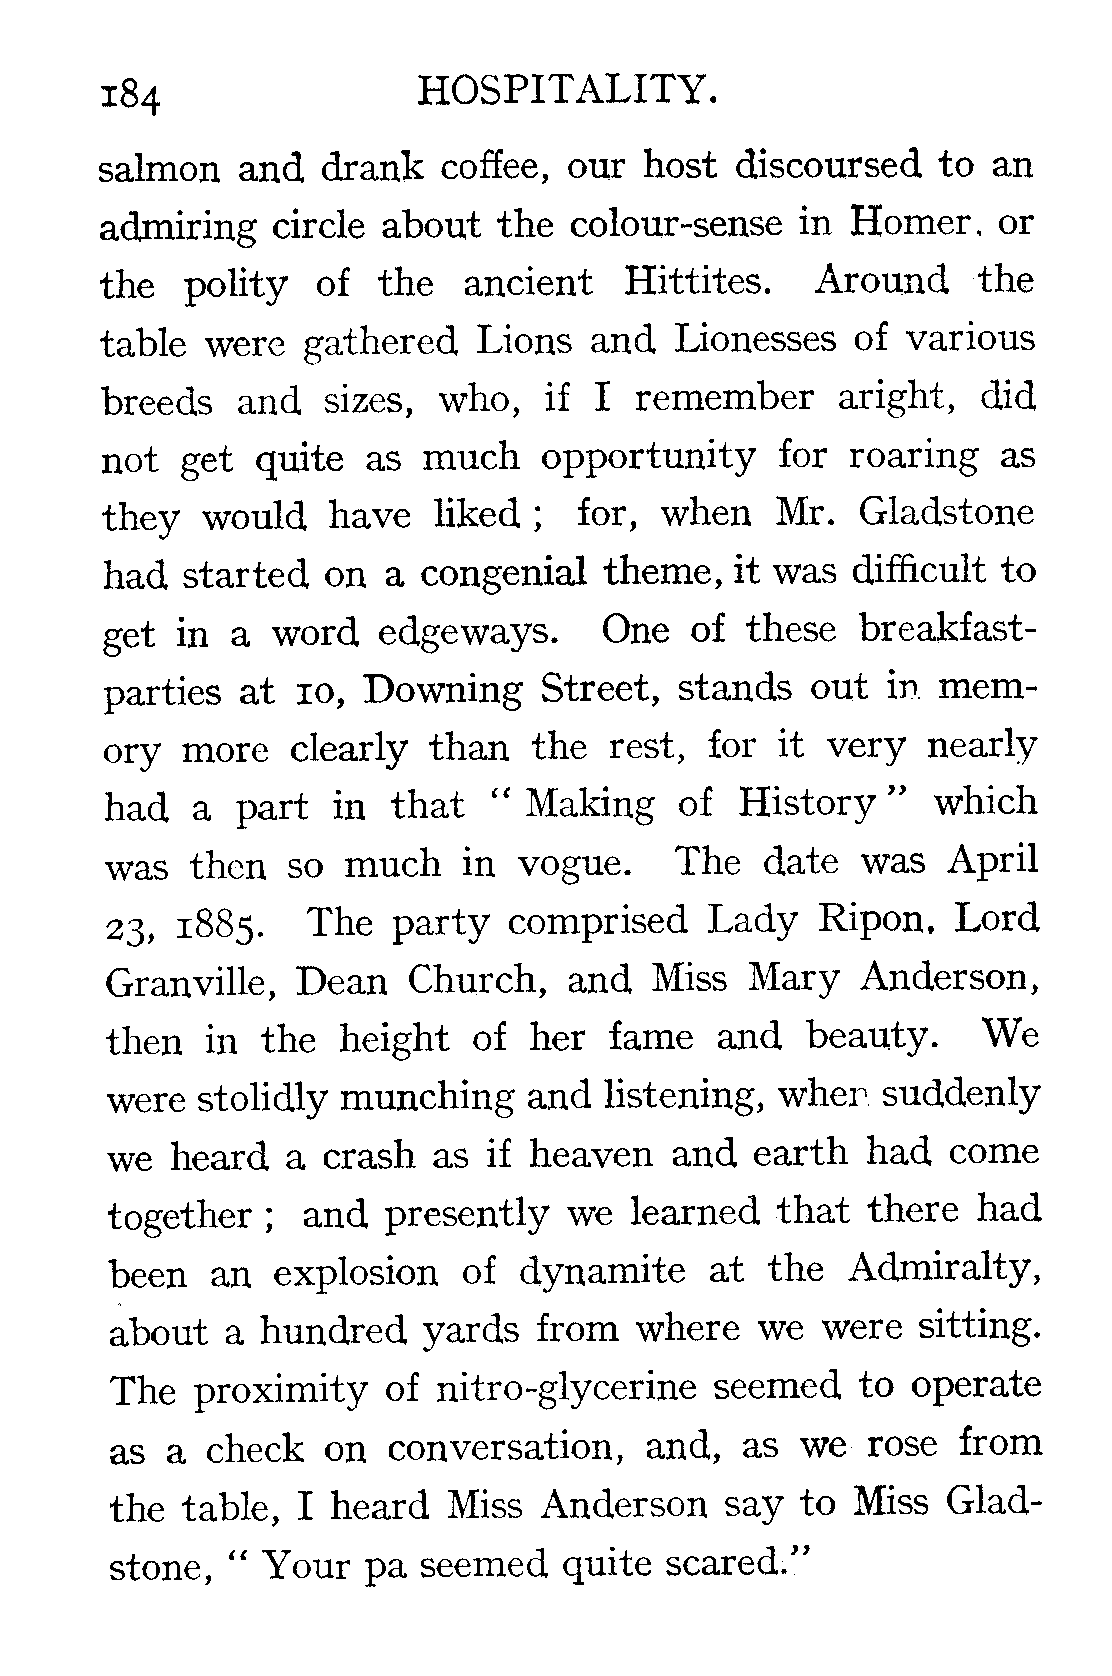 184 HOSPITALITY.
salmon and drank coffee, our host discoursed to an
admiring circle about the colour-sense in Homer, or
the polity of the ancient Hittites. Around the
table were gathered Lions and Lionesses of various
breeds and sizes, who, if I remember aright, did
not get quite as much opportunity for roaring as
they would have liked ; for, when Mr. Gladstone
had started on a congenial theme, it was difficult to
get in a word edgeways. One of these breakfast-
parties at 10, Downing Street, stands out in mem-
ory more clearly than the rest, for it very nearly
had a part in that “ Making of History ” which
was then so much in vogue. The date was April
23, 1885. The party comprised Lady Ripon, Lord
Granville, Dean Church, and Miss Mary Anderson,
then in the height of her fame and beauty. We
were stolidly munching and listening, when suddenly
we heard a crash as if heaven and earth had come
together ; and presently we learned that there had
been an explosion of dynamite at the Admiralty,
about a hundred yards from where we were sitting.
The proximity of nitro-glycerine seemed to operate
as a check on conversation, and, as we rose from
the table, I heard Miss Anderson say to Miss Glad-
stone, “ Your pa seemed quite scared.”